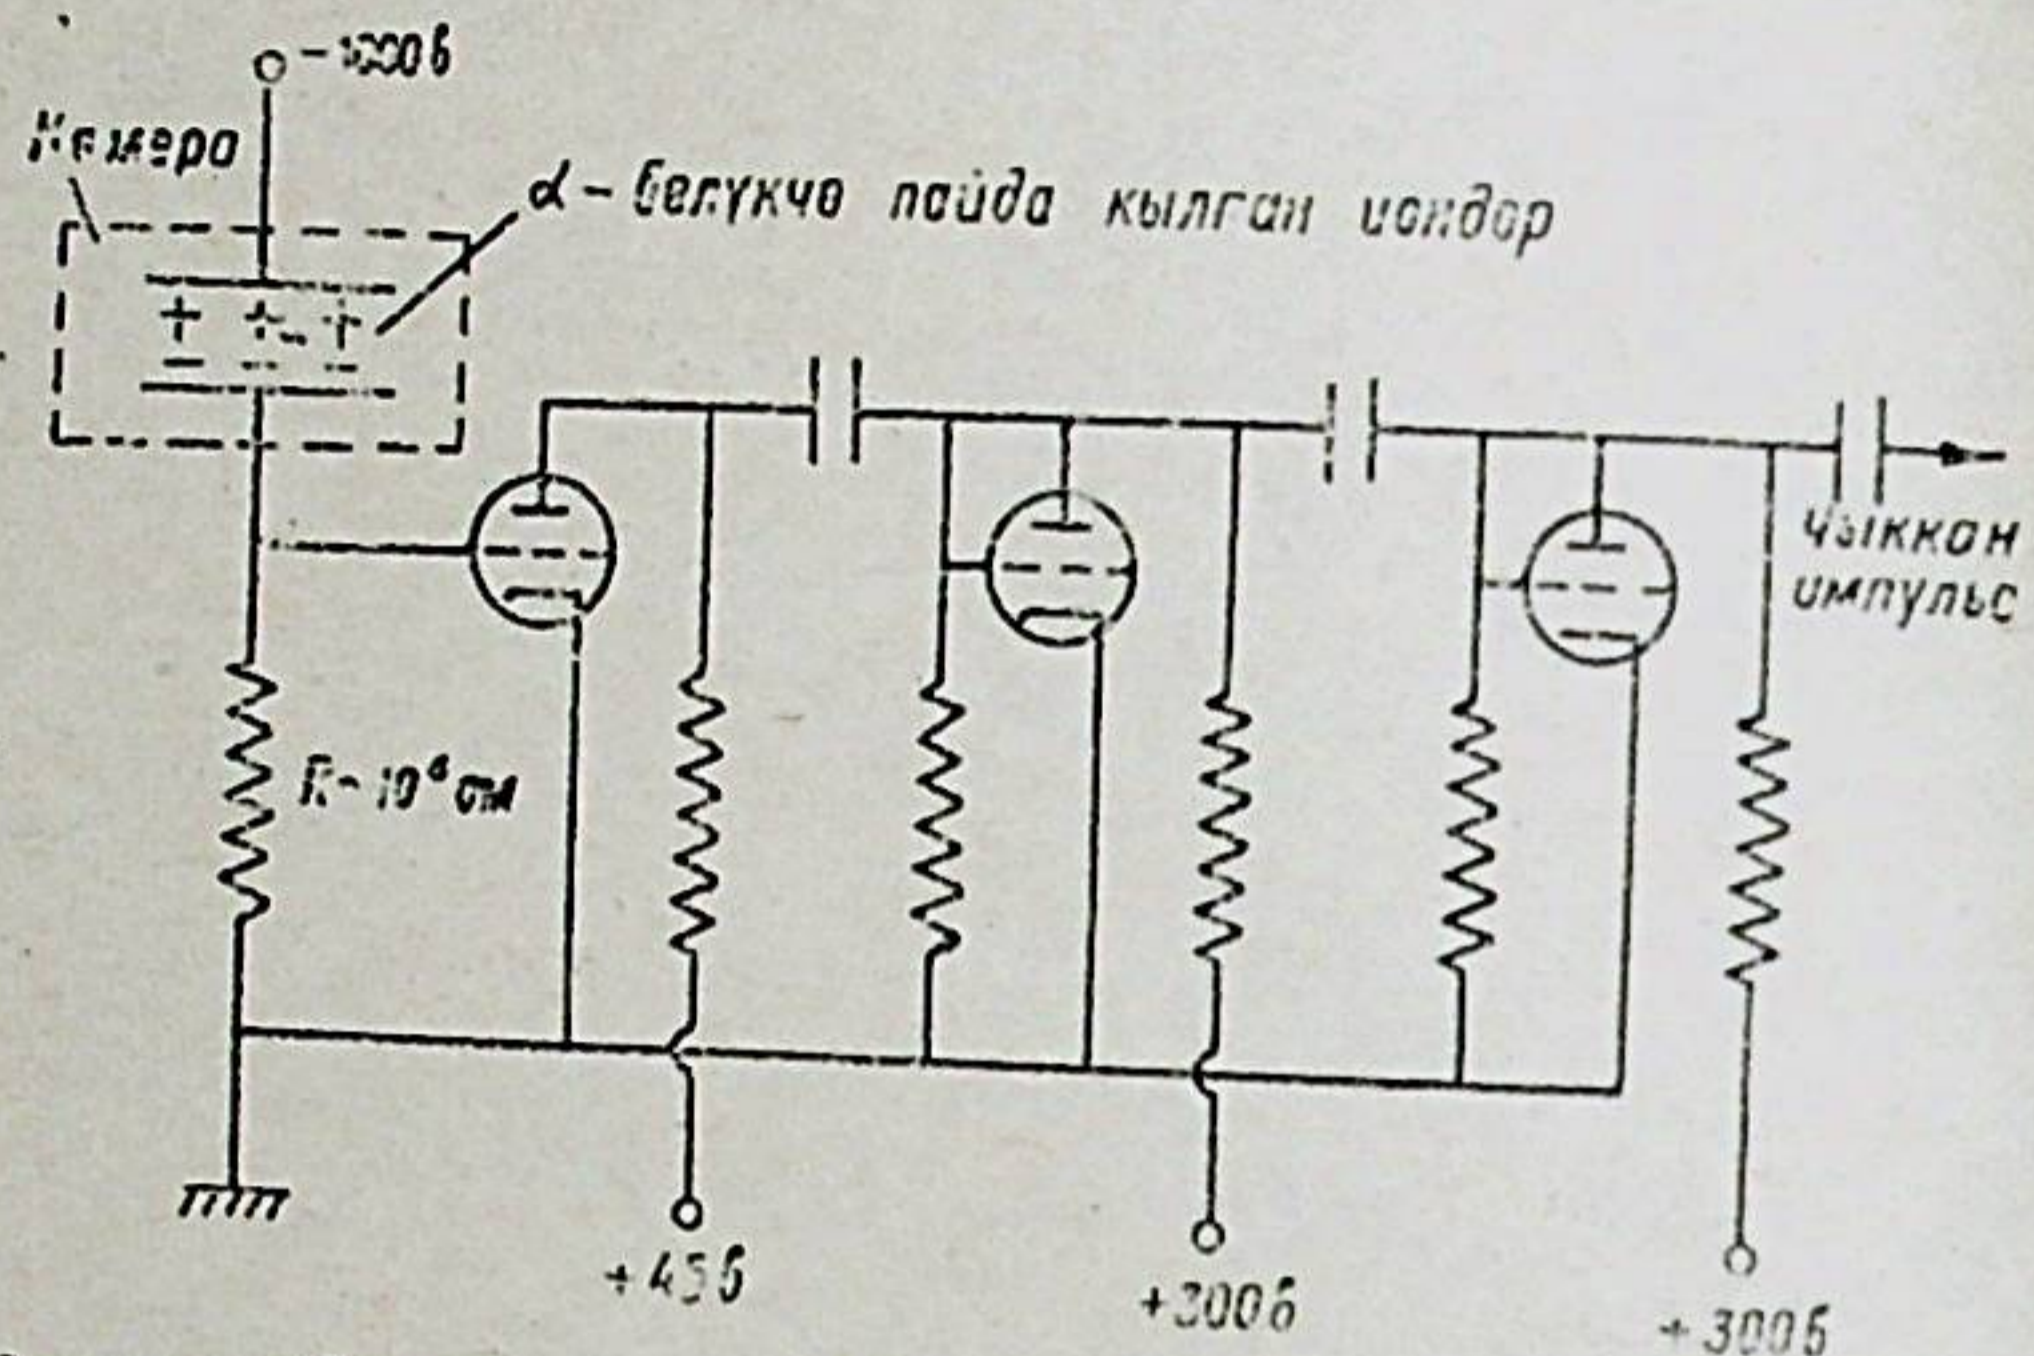 Камера
α – бөлүкчө пайда кылган иондор
Чыккан
импульс
+45в
+300в
+300в